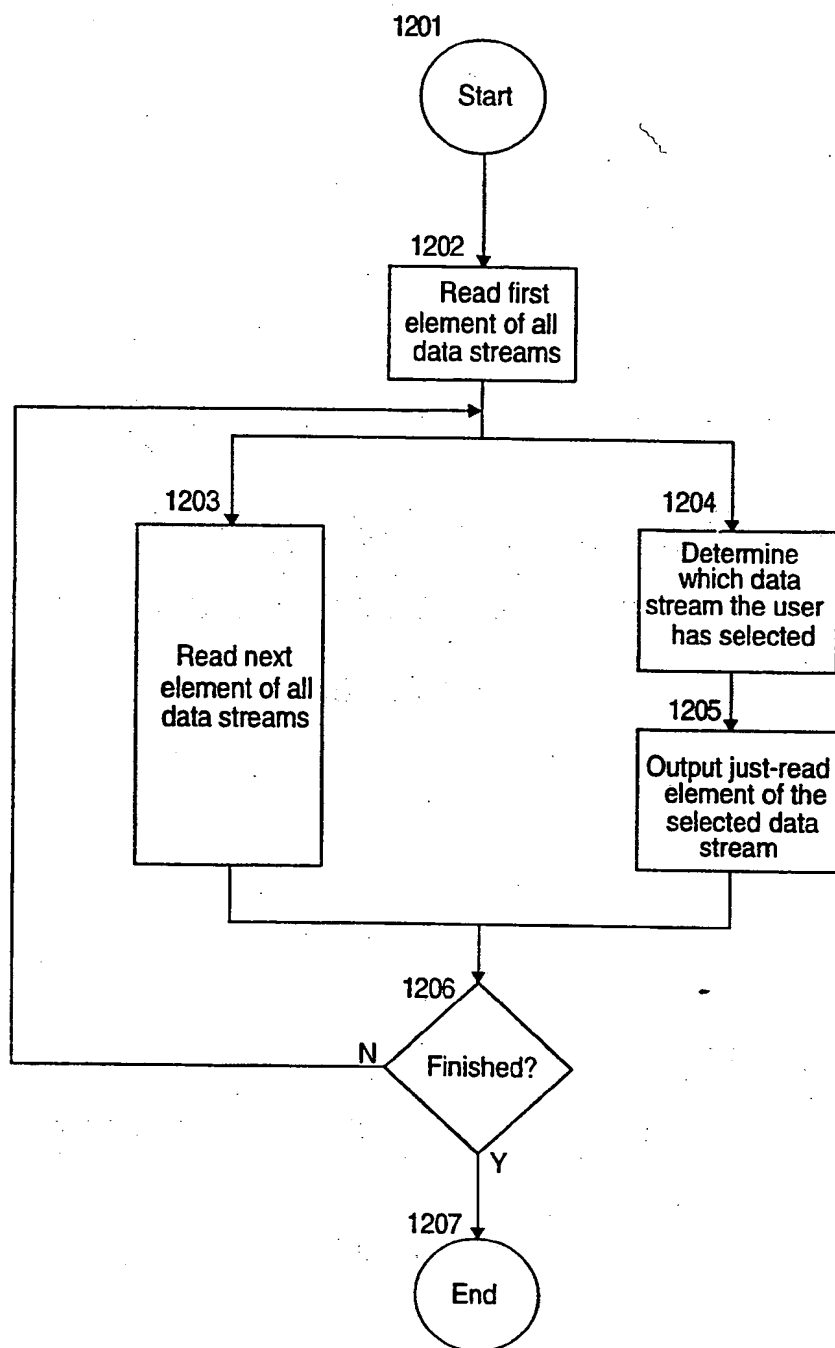 1201
Start
1202
Read first
element of all
data streams
1203
Read next
element of all
data streams
1204
Determine
which data
stream the user
has selected
1205
Output just-read
element of the
selected data
stream
1206
Finished?
N
Y
1207
End